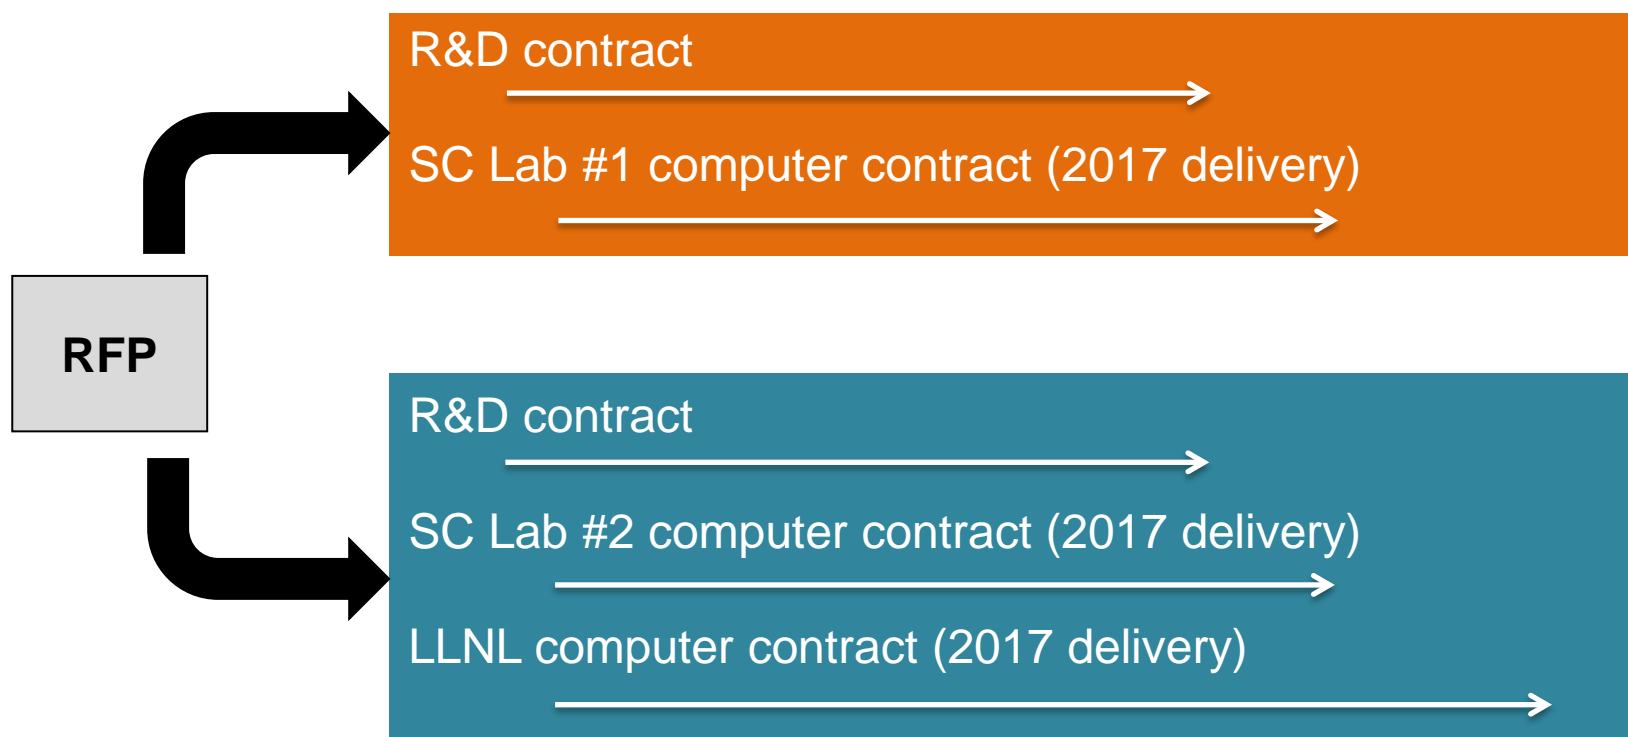 R&D contract
SC Lab #1 computer contract (2017 delivery)
RFP
R&D contract
SC Lab #2 computer contract (2017 delivery)
LLNL computer contract (2017 delivery)